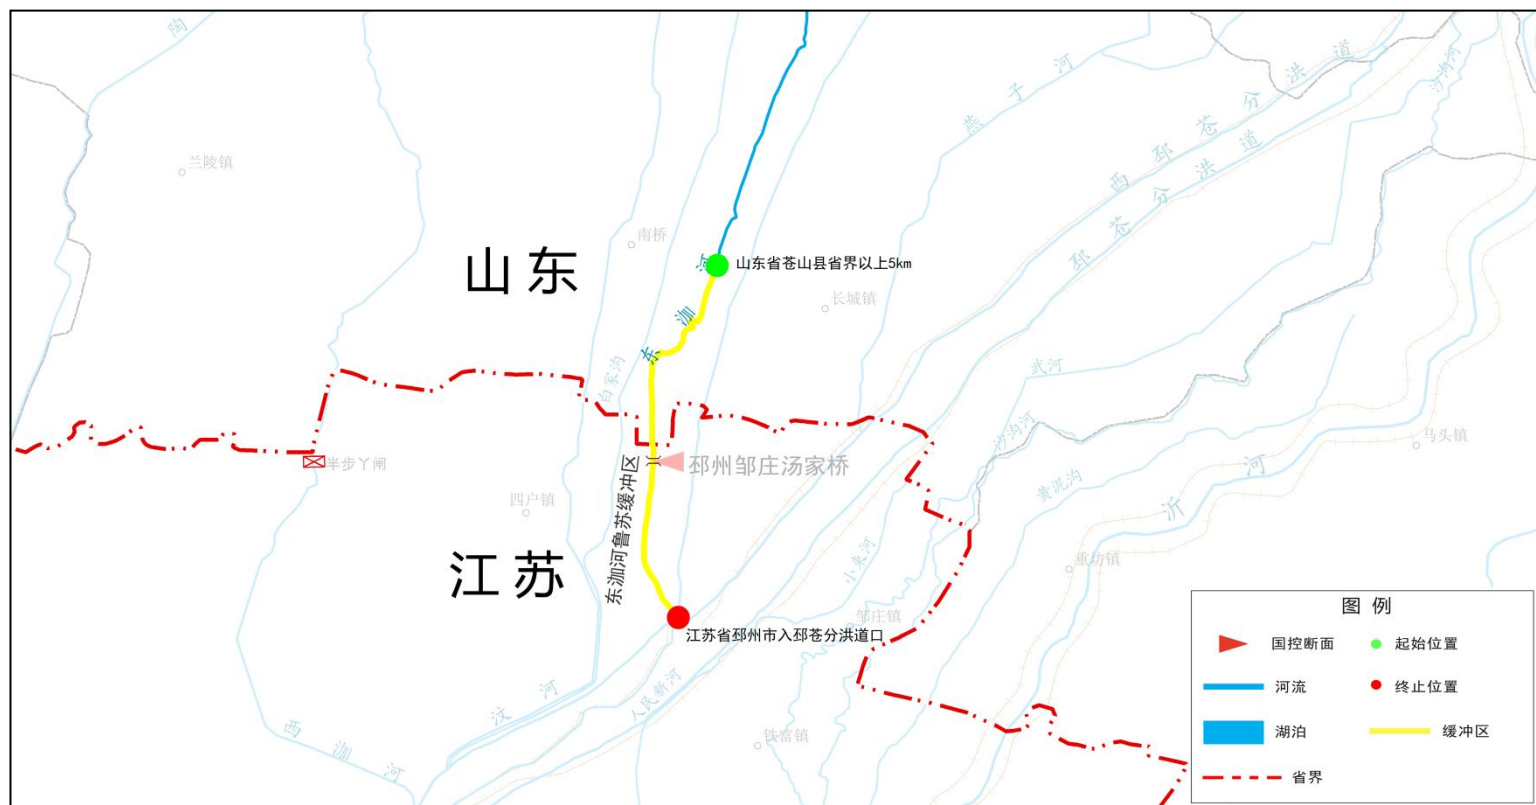 陶
兰陵镇
燕子河
西邳苍分洪道
沙沟河
邳苍分洪道
南桥
山东
东泇河
山东省苍山县省界以上5km
长城镇
白家沟
武河
沙沟河
马头镇
半步丫闸
邳州邹庄汤家桥
黄泥沟
沂河
四户镇
东泇河鲁苏缓冲区
江苏
小东河
重坊镇
邹庄镇
江苏省邳州市入邳苍分洪道口
人民新河
汶河
西泇河
铁富镇
图例
国控断面
起始位置
河流
终止位置
湖泊
缓冲区
省界